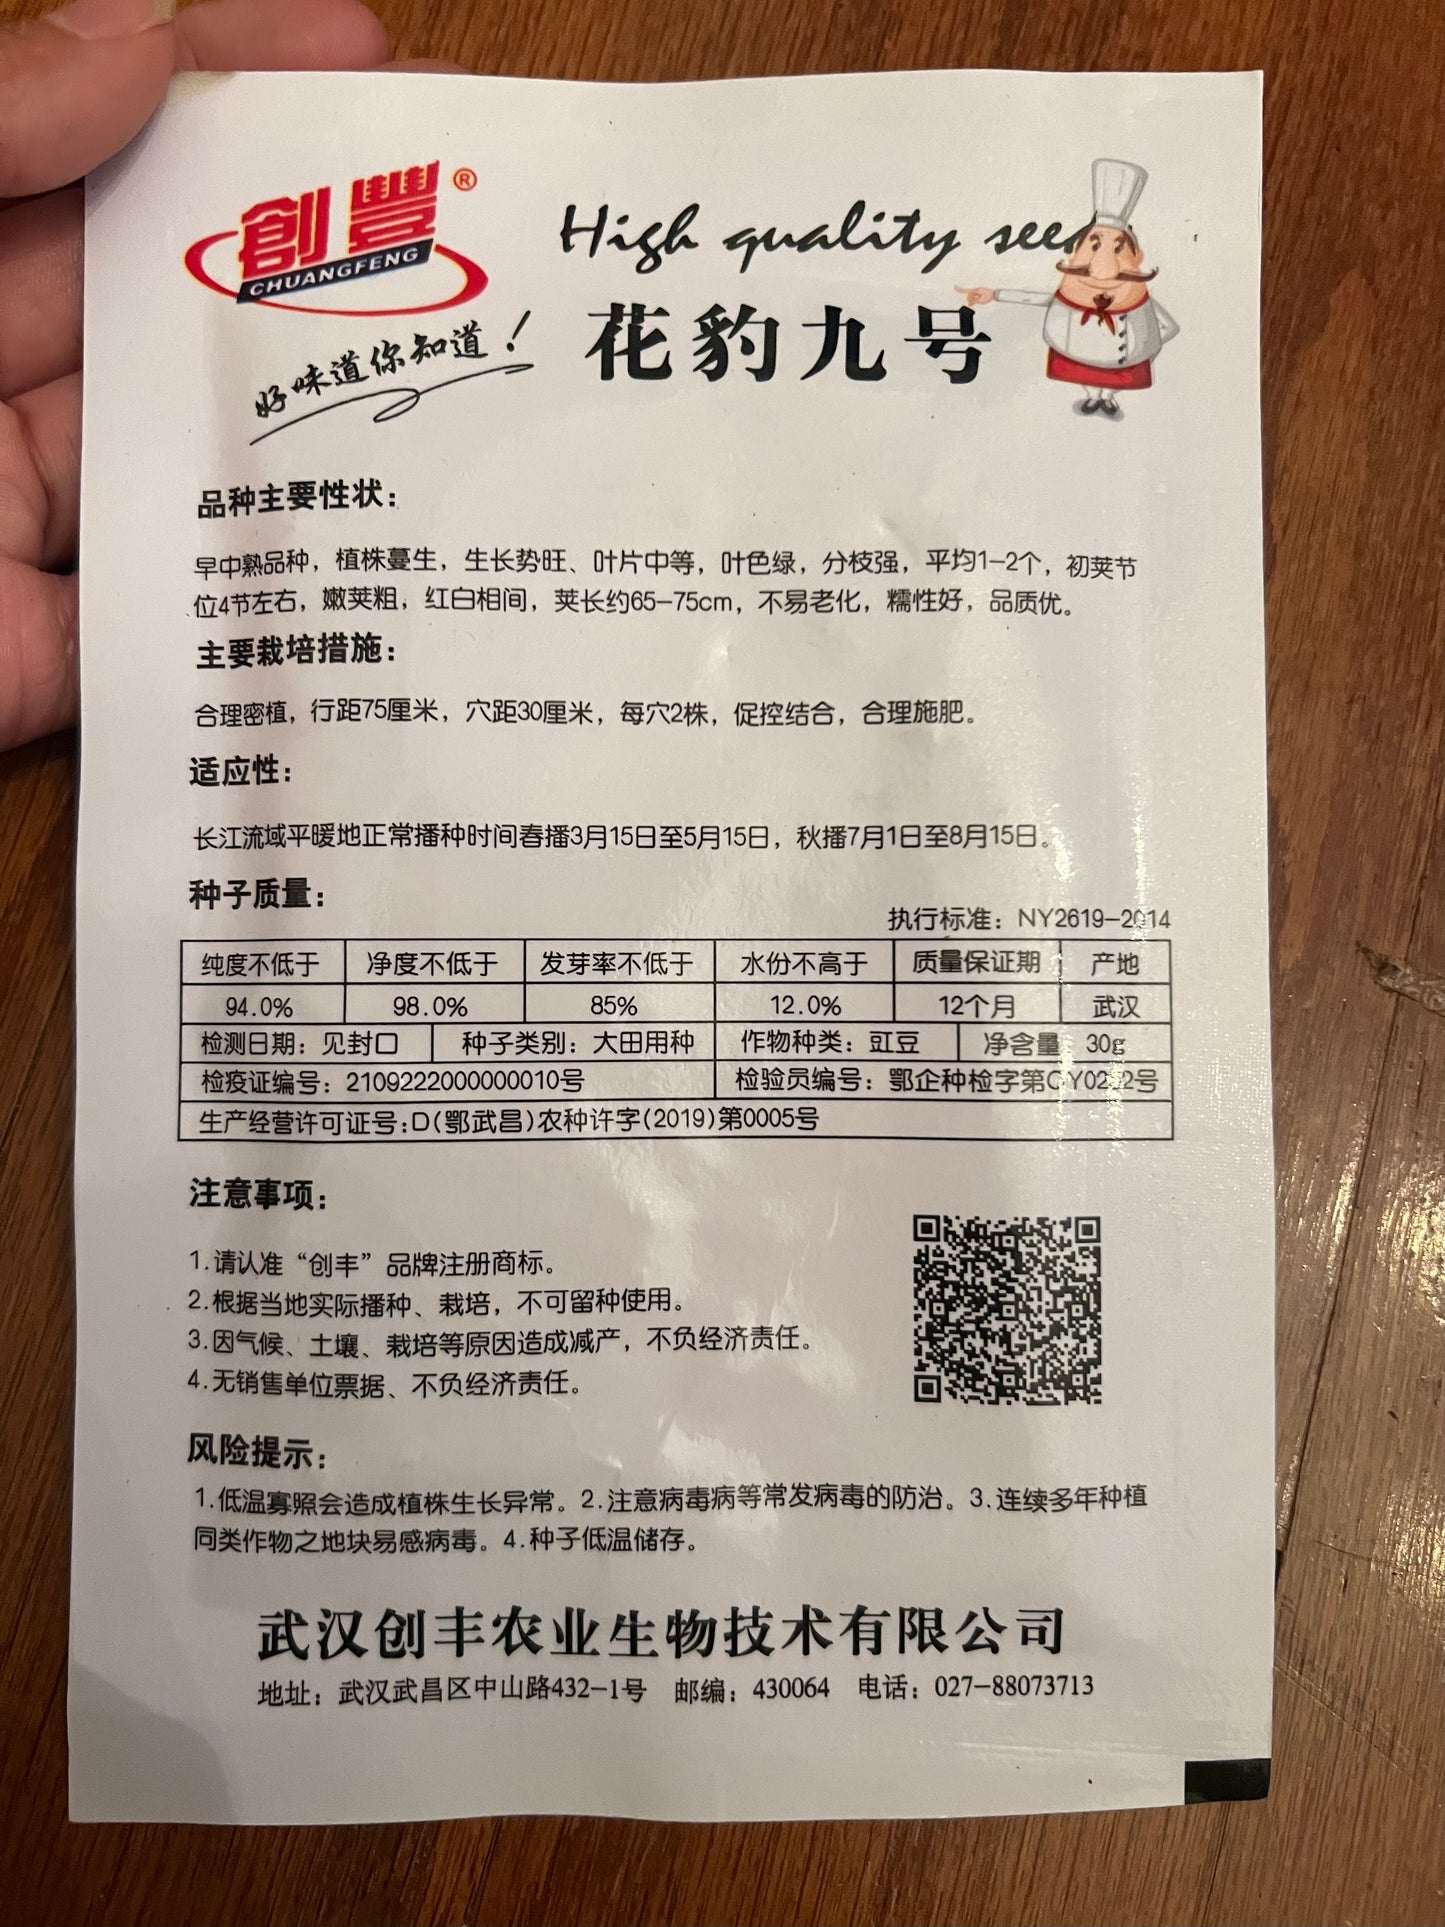 創豐®
CHUANGFENG
High quality
好味道你知道！
花豹九号
品种主要性状：
早中熟品种，植株蔓生，生长势旺、叶片中等，叶色绿，分枝强，平均1-2个，初荚节
位4节左右，嫩荚粗，红白相间，荚长约65-75cm，不易老化，糯性好，品质优。
主要栽培措施：
合理密植，行距75厘米，穴距30厘米，每穴2株，促控结合，合理施肥。
适应性：
长江流域平暖地正常播种时间春播3月15日至5月15日，秋播7月1日至8月15日。
种子质量：
执行标准：NY2619-2014
纯度不低于 净度不低于 发芽率不低于 水份不高于 质量保证期 产地
94.0% 98.0% 85% 12.0% 12个月 武汉
检测日期：见封口 种子类别：大田用种 作物种类：豇豆 净含量 30g
检疫证编号：2109222000000010号 检验员编号：鄂企种检字第
生产经营许可证号:D(鄂武昌)农种许字(2019)第0005号
注意事项：
1.请认准“创丰”品牌注册商标。
2.根据当地实际播种、栽培，不可留种使用。
3.因气候、土壤、栽培等原因造成减产，不负经济责任。
4.无销售单位票据、不负经济责任。
风险提示：
1.低温寡照会造成植株生长异常。2.注意病毒病等常发病毒的防治。3.连续多年种植
同类作物之地块易感病毒。4.种子低温储存。
武汉创丰农业生物技术有限公司
地址：武汉武昌区中山路432-1号 邮编：430064 电话：027-88073713